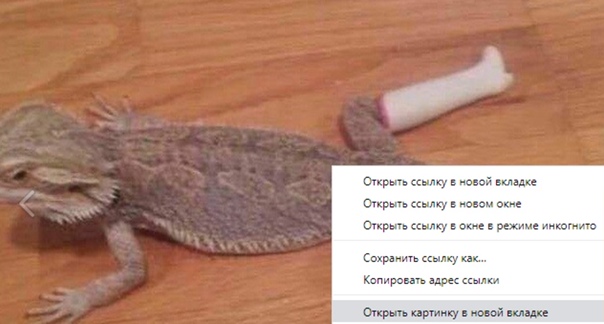 Открыть ссылку в новой вкладке
Открыть ссылку в новом окне
Открыть ссылку в окне в режиме инкогнито
Сохранить ссылку как...
Копировать адрес ссылки
Открыть картинку в новой вкладке